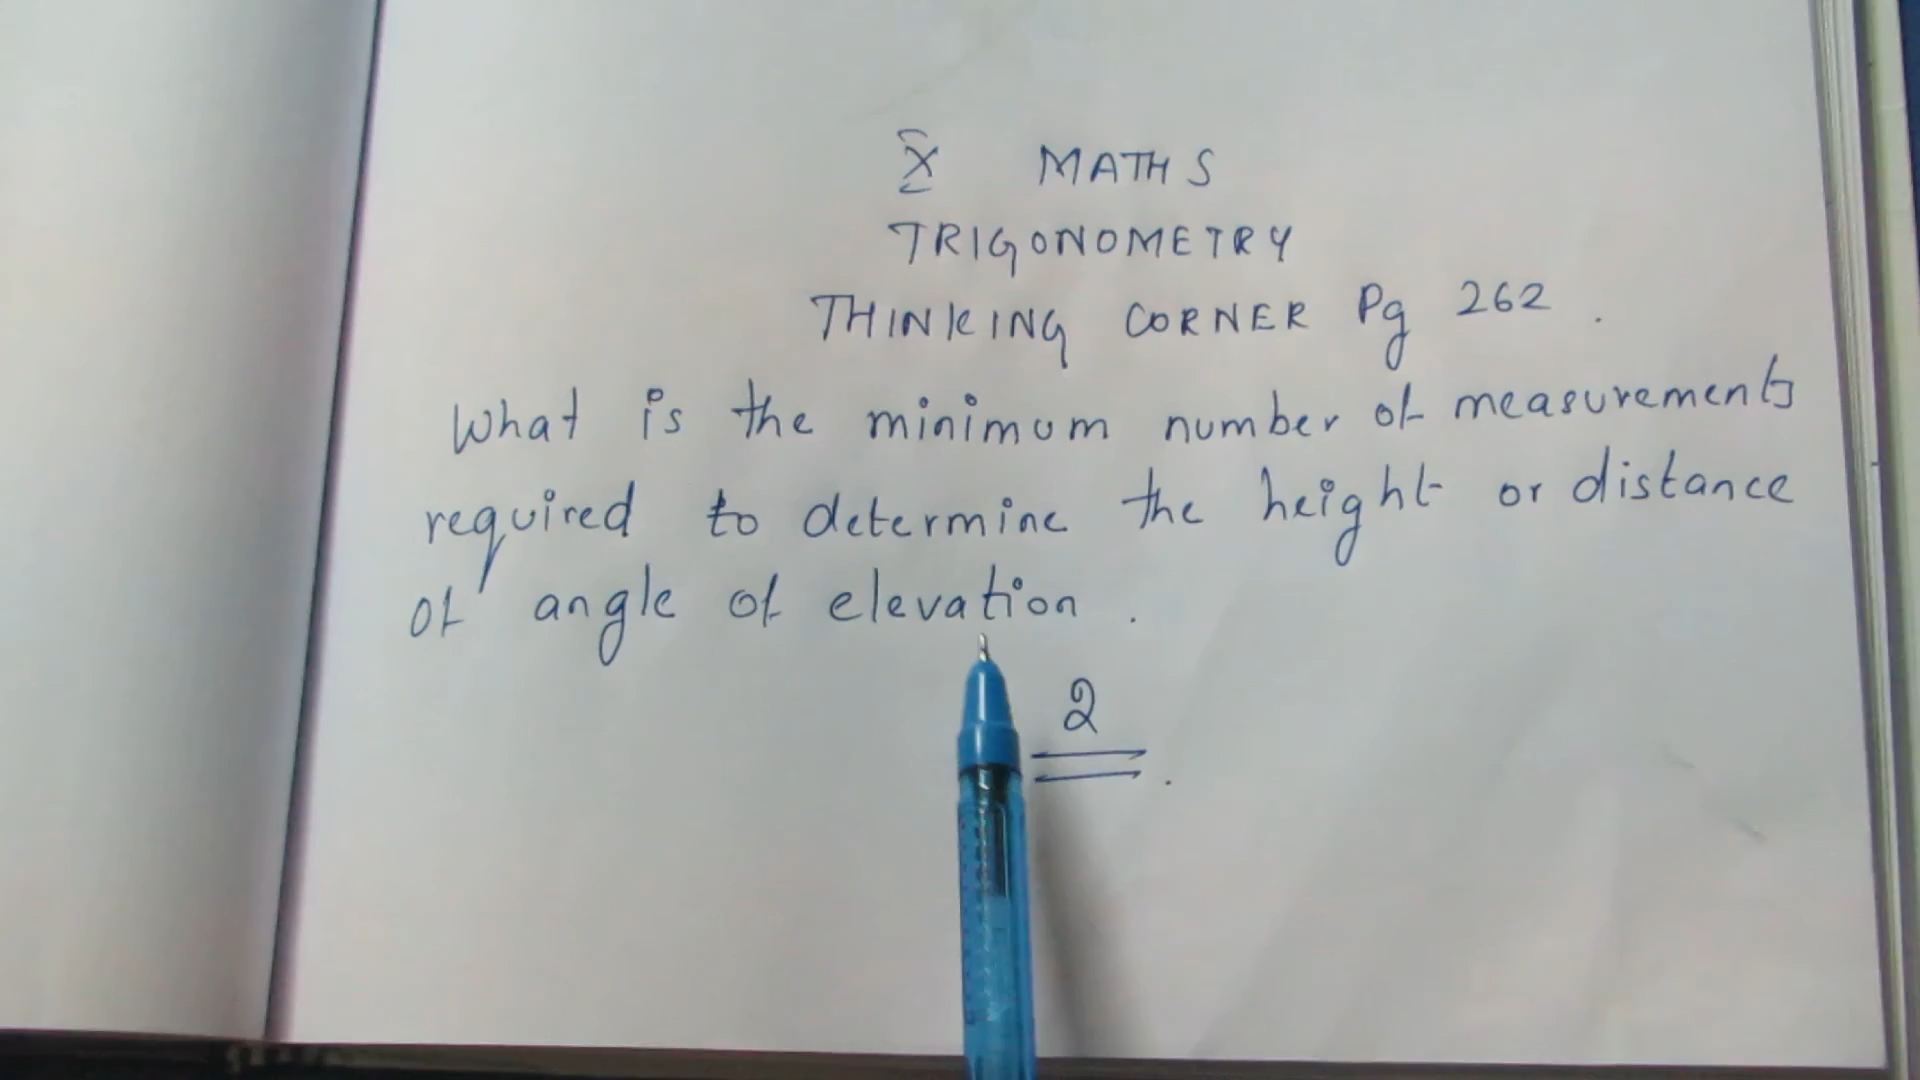 X MATHS
TRIGONOMETRY
THINKING CORNER Pg 262.
What is the minimum number of measurements
required to determine the height or distance
of angle of elevation.
2